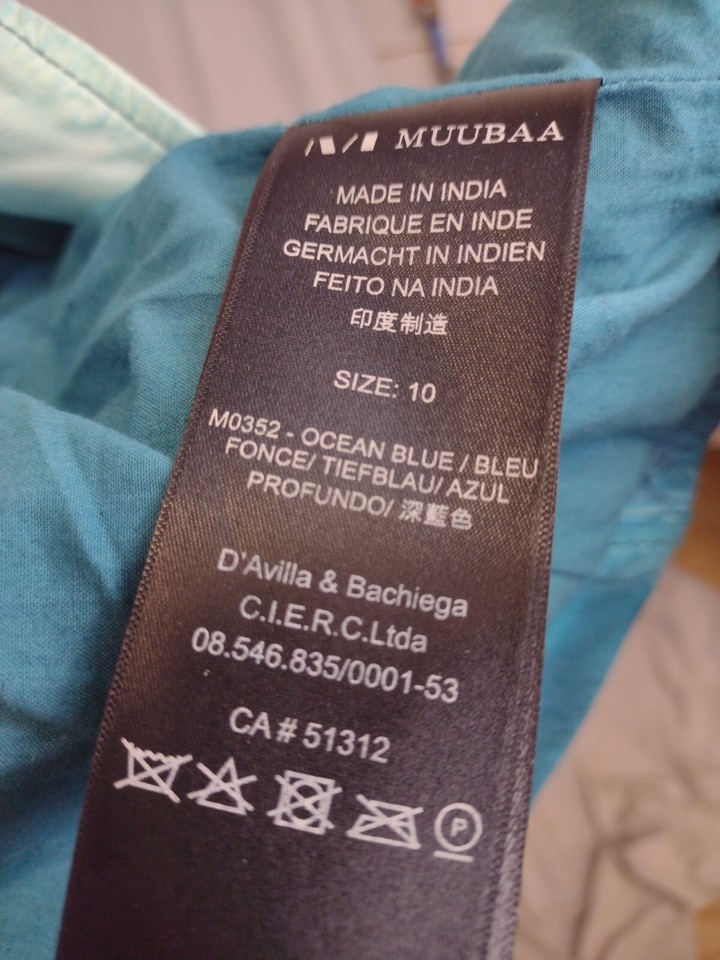 MUUBAA
MADE IN INDIA
FABRIQUE EN INDE
GERMACHT IN INDIEN
FEITO NA INDIA
印度制造
SIZE: 10
M0352 - OCEAN BLUE / BLEU
FONCE/ TIEFBLAU/ AZUL
PROFUNDO/ 深藍色
D'Avilla & Bachiega
C.I.E.R.C.Ltda
08.546.835/0001-53
CA # 51312
P